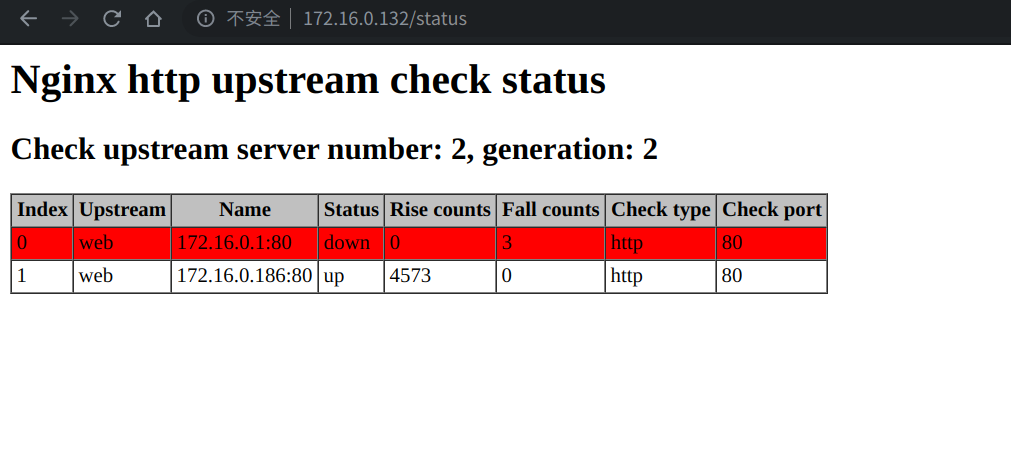 不安全 172.16.0.132/status
Nginx http upstream check status
Check upstream server number: 2, generation: 2
Index Upstream Name Status Rise counts Fall counts Check type Check port
0 web 172.16.0.1:80 down 0 3 http 80
1 web 172.16.0.186:80 up 4573 0 http 80